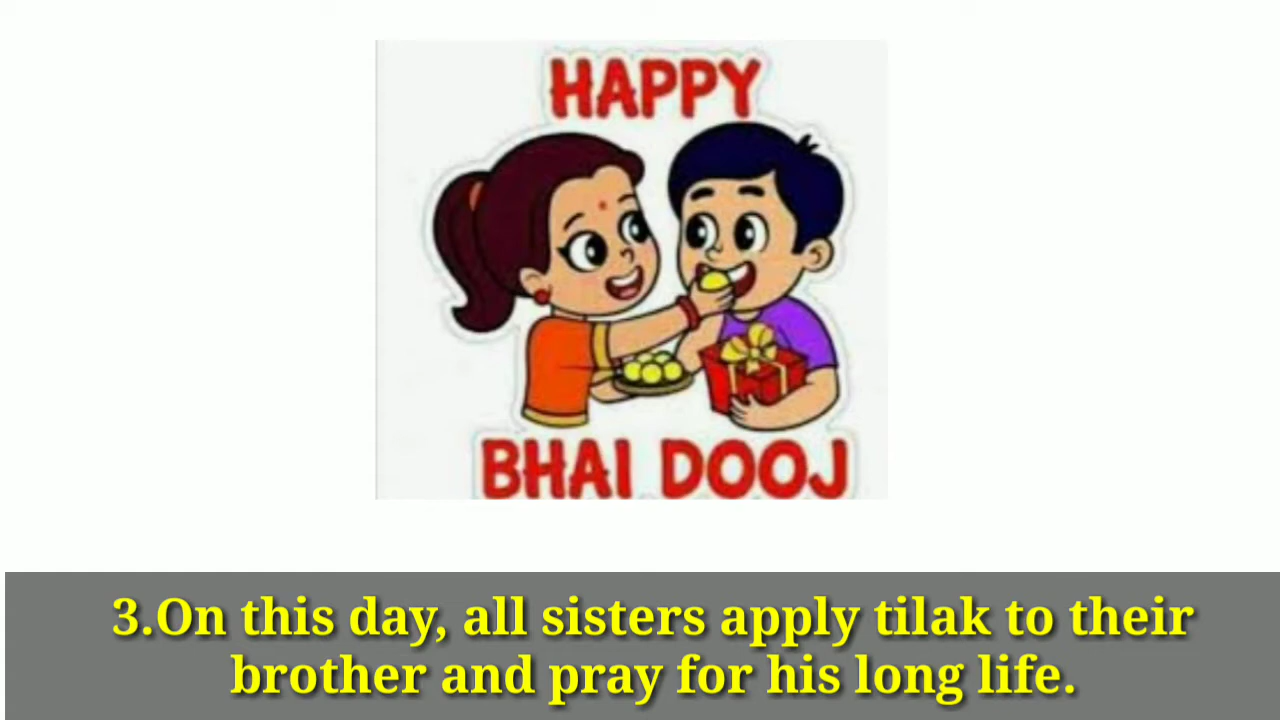 HAPPY
BHAI DOOJ
3.On this day, all sisters apply tilak to their
brother and pray for his long life.